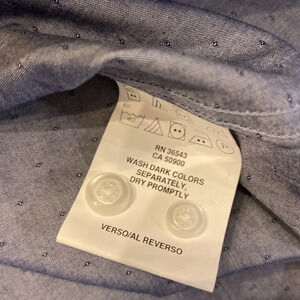 RN 36543
CA 50900
WASH DARK COLORS
SEPARATELY,
DRY PROMPTLY
VERSO/AL REVERSO